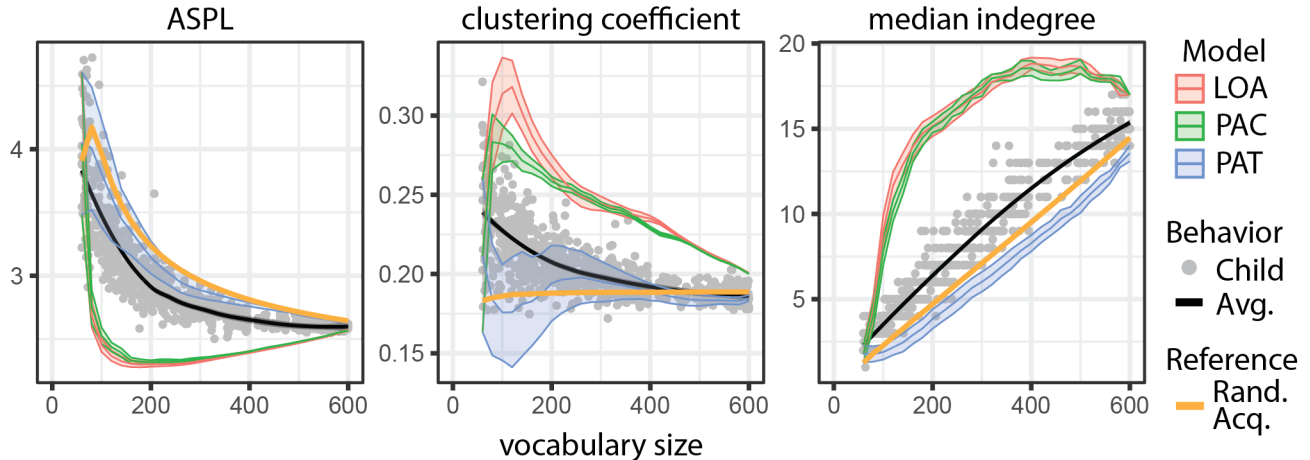 ASPL
clustering coefficient
median indegree
4
3
0.30
0.25
0.20
0.15
20
15
10
5
0 200 400 600
0 200 400 600
0 200 400 600
vocabulary size
Model
LOA
PAC
PAT
Behavior
Child
Avg.
Reference
Rand.
Acq.